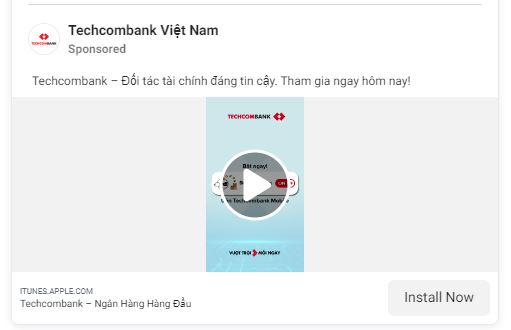 Techcombank Việt Nam
TECHCOMBANK
Sponsored
Techcombank – Đối tác tài chính đáng tin cậy. Tham gia ngay hôm nay!
TECHCOMBANK
Bật ngay!
Techcombank Mobile
VƯỢT TRỘI MỖI NGÀY
ITUNES.APPLE.COM
Techcombank – Ngân Hàng Hàng Đầu
Install Now